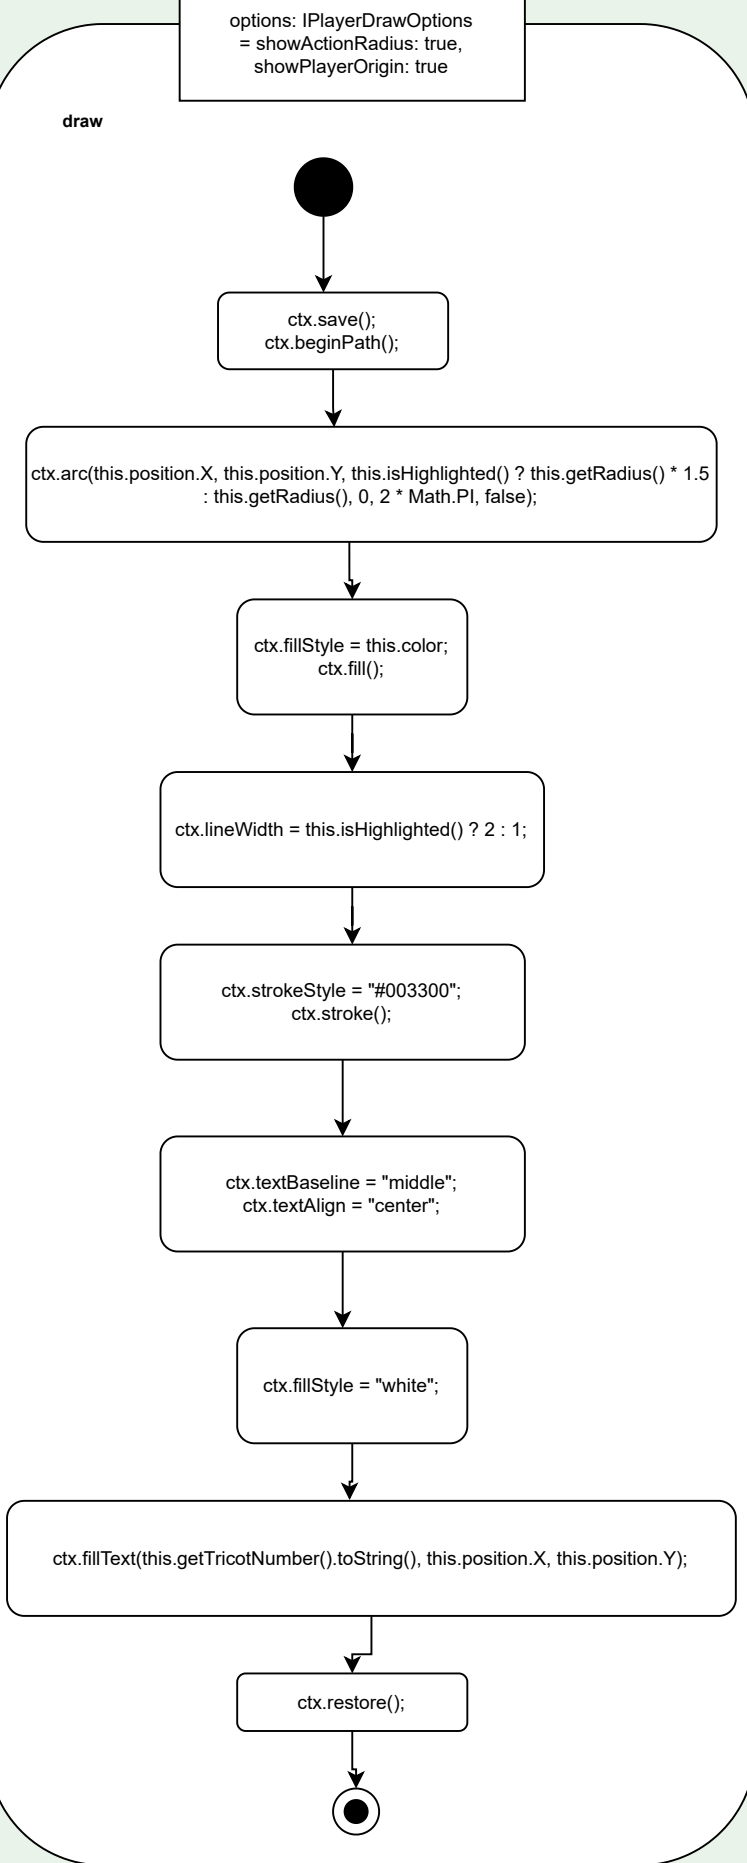 options: IPlayerDrawOptions
= showActionRadius: true,
showPlayerOrigin: true
draw
ctx.save();
ctx.beginPath();
ctx.arc(this.position.X, this.position.Y, this.isHighlighted() ? this.getRadius() * 1.5
: this.getRadius(), 0, 2 * Math.PI, false);
ctx.fillStyle = this.color;
ctx.fill();
ctx.lineWidth = this.isHighlighted() ? 2 : 1;
ctx.strokeStyle = "#003300";
ctx.stroke();
ctx.textBaseline = "middle";
ctx.textAlign = "center";
ctx.fillStyle = "white";
ctx.fillText(this.getTricotNumber().toString(), this.position.X, this.position.Y);
ctx.restore();